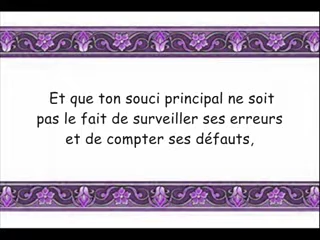 Et que ton souci principal ne soit
pas le fait de surveiller ses erreurs
et de compter ses défauts,